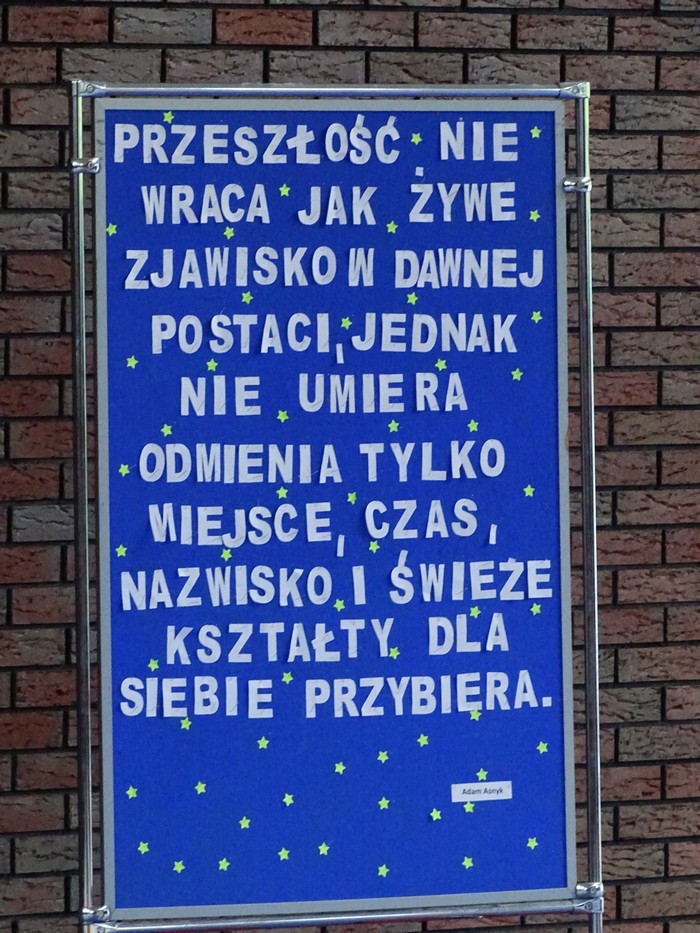 PRZESZŁOŚĆ NIE
WRACA JAK ŻYWE
ZJAWISKO W DAWNEJ
POSTACI, JEDNAK
NIE UMIERA
ODMIENIA TYLKO
MIEJSCE, CZAS,
NAZWISKO I ŚWIEŻE
KSZTAŁTY DLA
SIEBIE PRZYBIERA.
Adam Asnyk